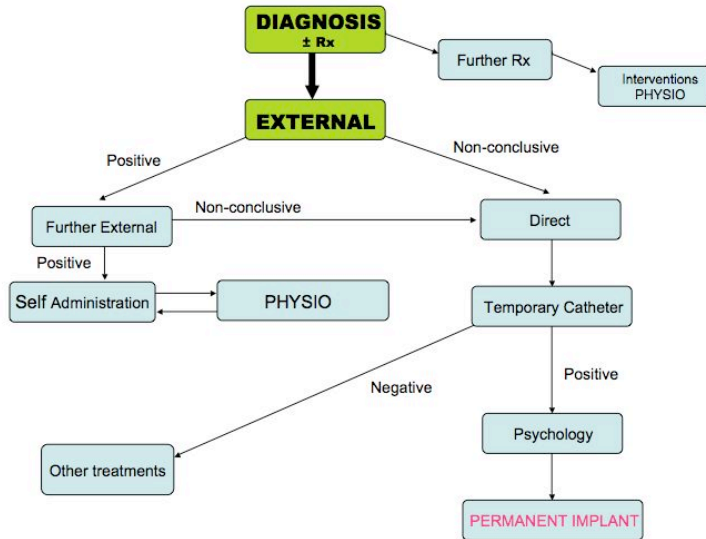 DIAGNOSIS
± Rx
Further Rx
Interventions
PHYSIO
EXTERNAL
Positive
Non-conclusive
Further External
Non-conclusive
Direct
Positive
Self Administration
PHYSIO
Temporary Catheter
Negative
Positive
Psychology
Other treatments
PERMANENT IMPLANT